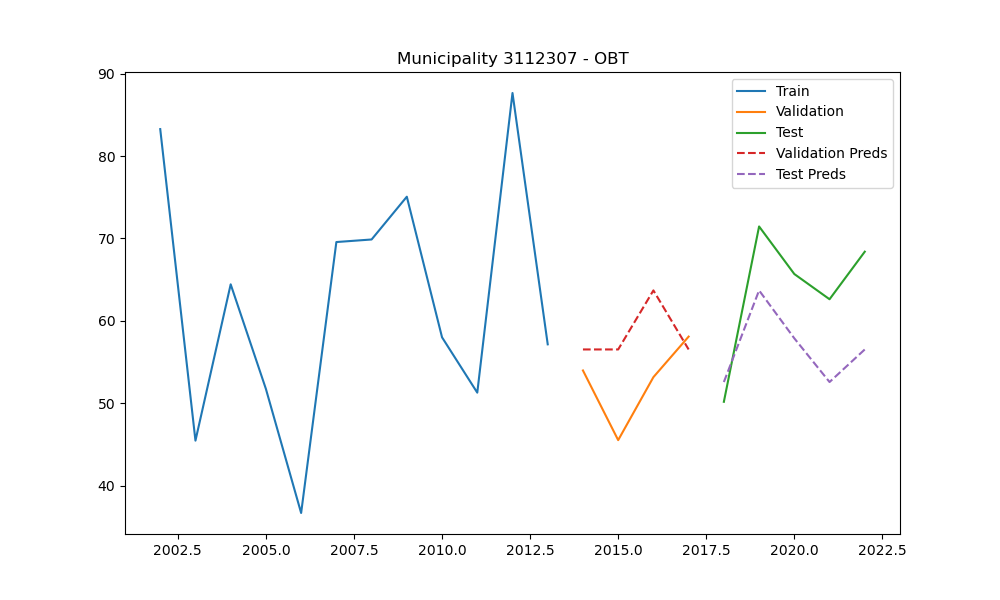 Municipality 3112307 - OBT
90
80
70
60
50
40
Train
Validation
Test
Validation Preds
Test Preds
2002.5 2005.0 2007.5 2010.0 2012.5 2015.0 2017.5 2020.0 2022.5